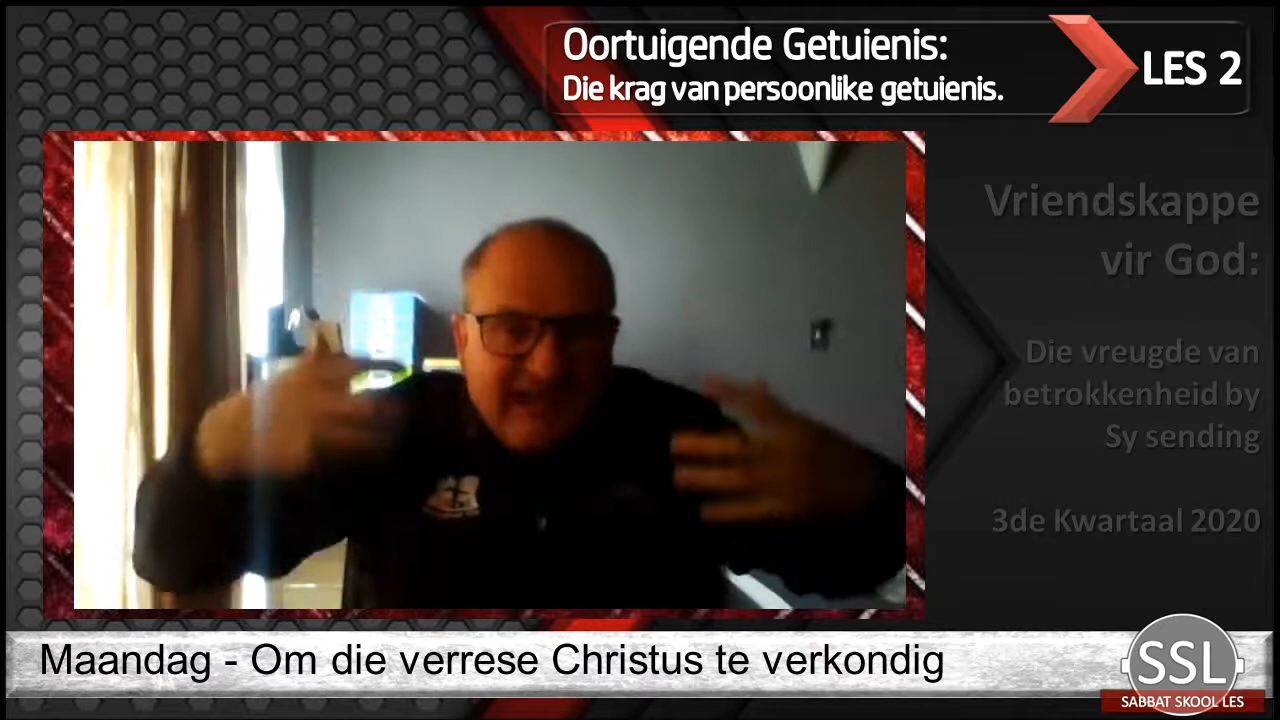 Oortuigende Getuienis:
Die krag van persoonlike getuienis.
LES 2
Vriendskappe
vir God:
Die vreugde van
betrokkenheid by
Sy sending
3de Kwartaal 2020
Maandag - Om die verrese Christus te verkondig
SSL
SABBAT SKOOL LES